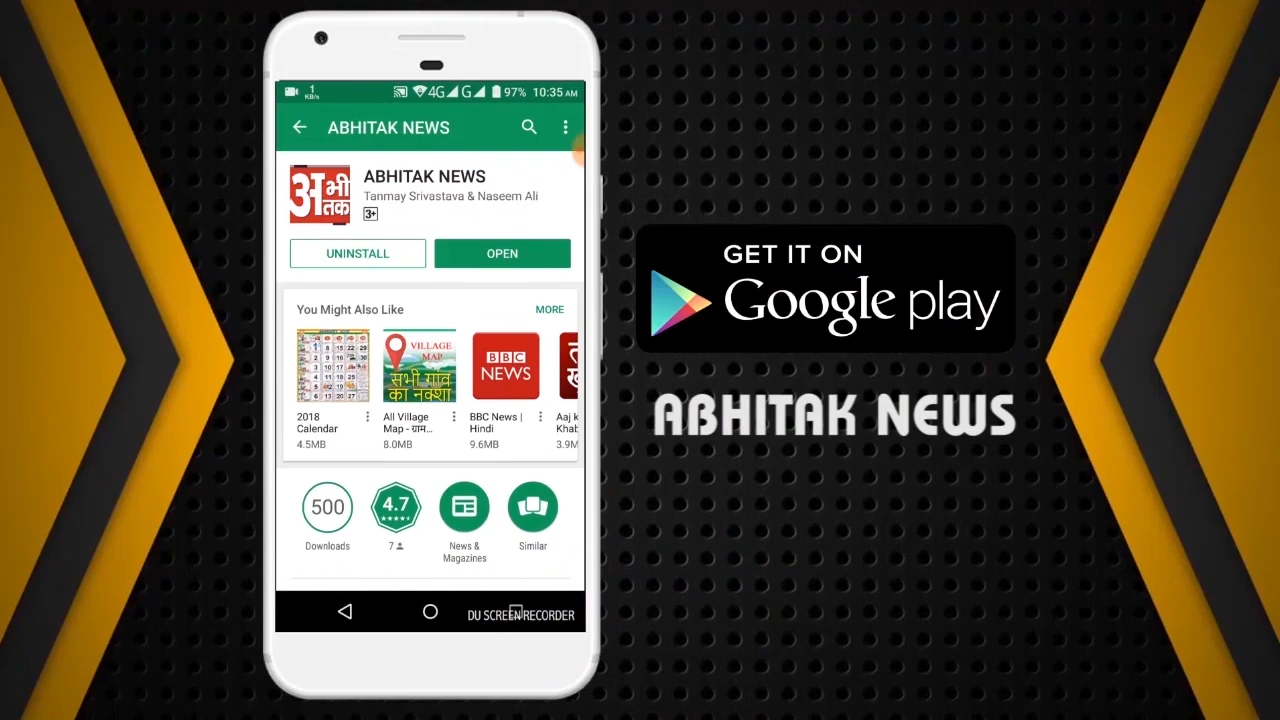 1
KB/s
4G G 97% 10:35 AM
ABHITAK NEWS
अभी
तक
ABHITAK NEWS
Tanmay Srivastava & Naseem Ali
3+
UNINSTALL
OPEN
You Might Also Like
MORE
VILLAGE
MAP
सभी गांव
का नक्शा
BBC
NEWS
2018
Calendar
4.5MB
All Village
Map - ग्राम...
8.0MB
BBC News |
Hindi
9.6MB
Aaj k
Khab
3.9M
500
Downloads
4.7
7
News &
Magazines
Similar
DU SCREEN RECORDER
GET IT ON
Google play
ABHITAK NEWS